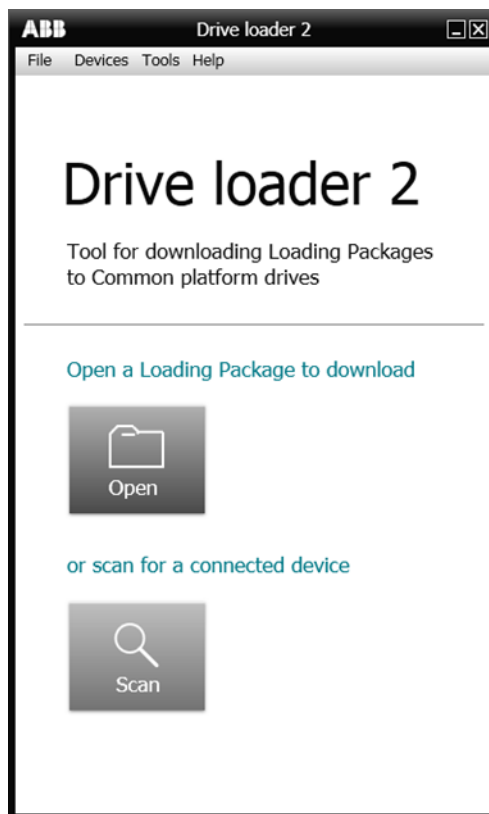 ABB Drive loader 2
File Devices Tools Help
Drive loader 2
Tool for downloading Loading Packages
to Common platform drives
Open a Loading Package to download
Open
or scan for a connected device
Scan